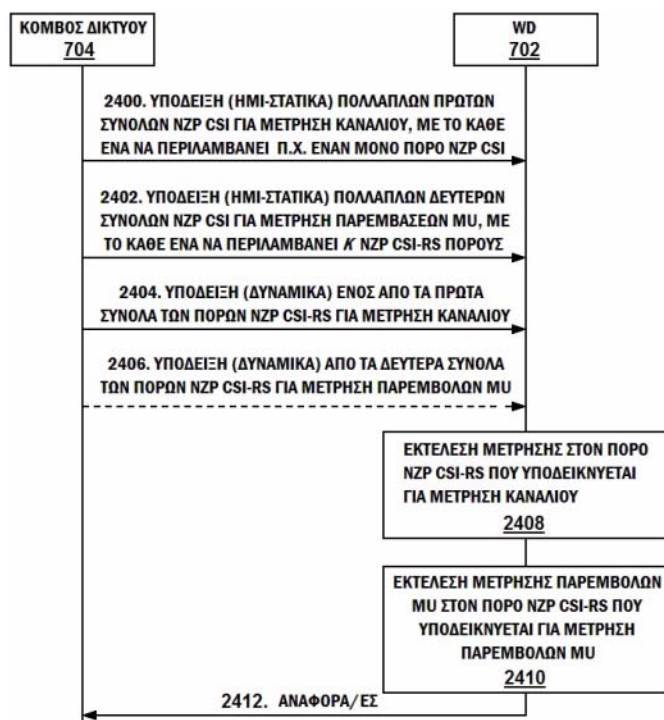 ΚΟΜΒΟΣ ΔΙΚΤΥΟΥ
704
WD
702
2400. ΥΠΟΔΕΙΞΗ (ΗΜΙ-ΣΤΑΤΙΚΑ) ΠΟΛΛΑΠΛΩΝ ΠΡΩΤΩΝ
ΣΥΝΟΛΩΝ NZP CSI ΓΙΑ ΜΕΤΡΗΣΗ ΚΑΝΑΛΙΟΥ, ΜΕ ΤΟ ΚΑΘΕ
ΕΝΑ ΝΑ ΠΕΡΙΛΑΜΒΑΝΕΙ Π.Χ. ΕΝΑΝ ΜΟΝΟ ΠΟΡΟ NZP CSI
2402. ΥΠΟΔΕΙΞΗ (ΗΜΙ-ΣΤΑΤΙΚΑ) ΠΟΛΛΑΠΛΩΝ ΔΕΥΤΕΡΩΝ
ΣΥΝΟΛΩΝ NZP CSI ΓΙΑ ΜΕΤΡΗΣΗ ΠΑΡΕΜΒΑΣΕΩΝ MU, ΜΕ
ΤΟ ΚΑΘΕ ΕΝΑ ΝΑ ΠΕΡΙΛΑΜΒΑΝΕΙ K NZP CSI-RS ΠΟΡΟΥΣ
2404. ΥΠΟΔΕΙΞΗ (ΔΥΝΑΜΙΚΑ) ΕΝΟΣ ΑΠΟ ΤΑ ΠΡΩΤΑ
ΣΥΝΟΛΑ ΤΩΝ ΠΟΡΩΝ NZP CSI-RS ΓΙΑ ΜΕΤΡΗΣΗ ΚΑΝΑΛΙΟΥ
2406. ΥΠΟΔΕΙΞΗ (ΔΥΝΑΜΙΚΑ) ΑΠΟ ΤΑ ΔΕΥΤΕΡΑ ΣΥΝΟΛΑ
ΤΩΝ ΠΟΡΩΝ NZP CSI-RS ΓΙΑ ΜΕΤΡΗΣΗ ΠΑΡΕΜΒΟΛΩΝ MU
ΕΚΤΕΛΕΣΗ ΜΕΤΡΗΣΗΣ ΣΤΟΝ ΠΟΡΟ
NZP CSI-RS ΠΟΥ ΥΠΟΔΕΙΚΝΥΕΤΑΙ
ΓΙΑ ΜΕΤΡΗΣΗ ΚΑΝΑΛΙΟΥ
2408
ΕΚΤΕΛΕΣΗ ΜΕΤΡΗΣΗΣ ΠΑΡΕΜΒΟΛΩΝ
MU ΣΤΟΝ ΠΟΡΟ NZP CSI-RS ΠΟΥ
ΥΠΟΔΕΙΚΝΥΕΤΑΙ ΓΙΑ ΜΕΤΡΗΣΗ
ΠΑΡΕΜΒΟΛΩΝ MU
2410
2412. ΑΝΑΦΟΡΑ/ΕΣ